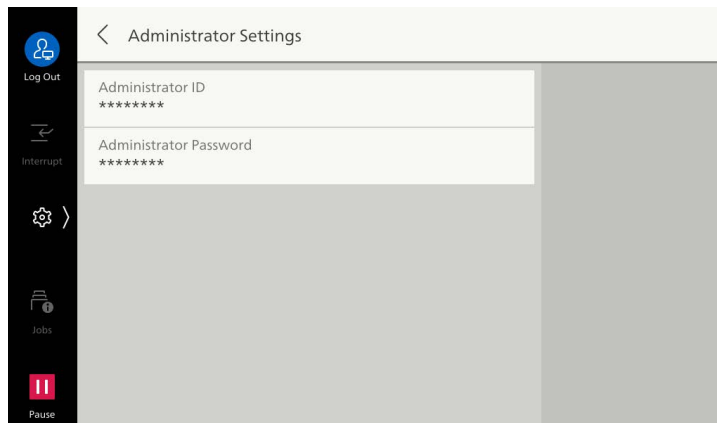 Administrator Settings
Log Out
Administrator ID
********
Administrator Password
********
Interrupt
Jobs
Pause